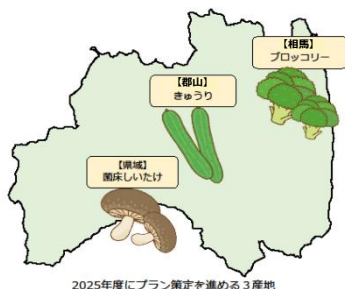 【相馬】
ブロッコリー
【郡山】
きゅうり
【県域】
菌床しいたけ
2025年度にプラン策定を進める3産地